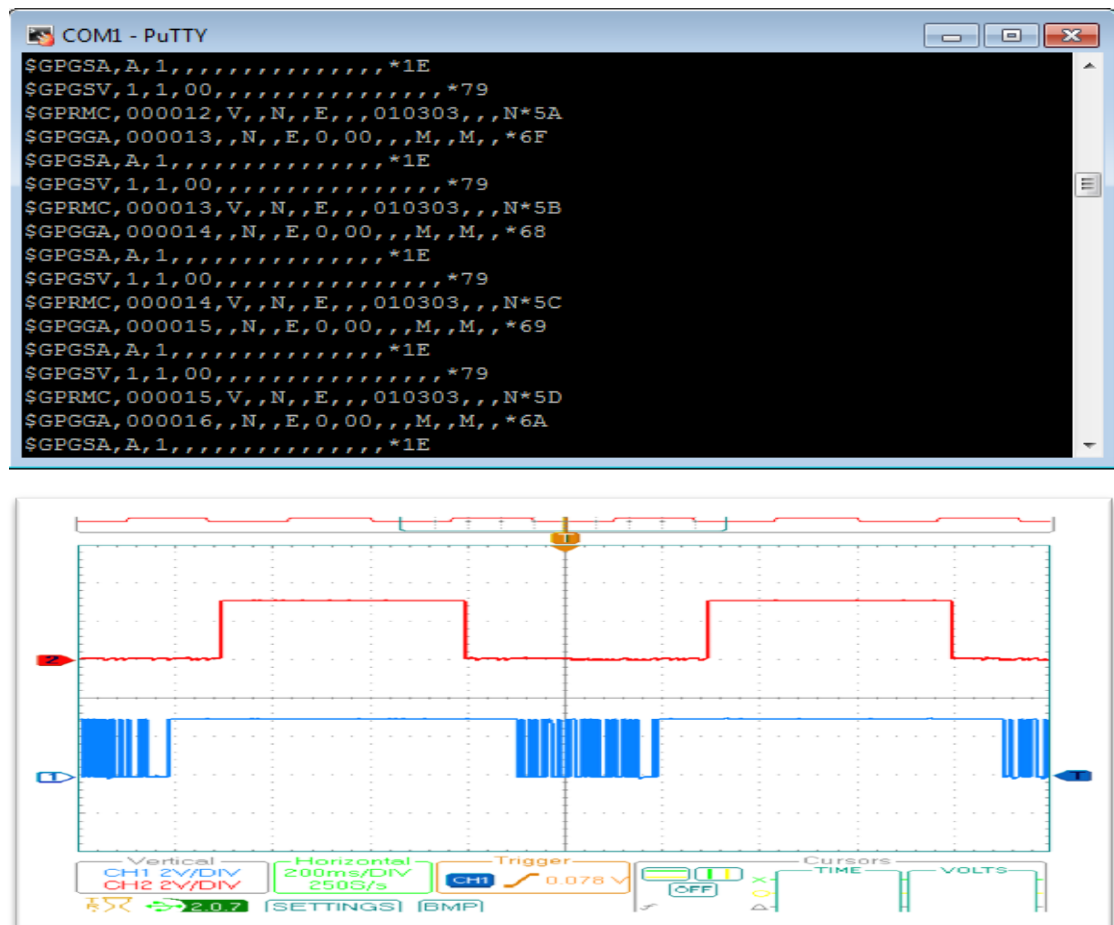 COM1 - PuTTY
$GPGSA,A,1,,,,,,,,,,,,,,,,*1E
$GPGSV,1,1,00,,,,,,,,,,,,,,,,,*79
$GPRMC,000012,V,,N,,E,,,010303,,,N*5A
$GPGGA,000013,,N,,E,0,00,,,M,,M,,*6F
$GPGSA,A,1,,,,,,,,,,,,,,,,*1E
$GPGSV,1,1,00,,,,,,,,,,,,,,,,,*79
$GPRMC,000013,V,,N,,E,,,010303,,,N*5B
$GPGGA,000014,,N,,E,0,00,,,M,,M,,*68
$GPGSA,A,1,,,,,,,,,,,,,,,,*1E
$GPGSV,1,1,00,,,,,,,,,,,,,,,,,*79
$GPRMC,000014,V,,N,,E,,,010303,,,N*5C
$GPGGA,000015,,N,,E,0,00,,,M,,M,,*69
$GPGSA,A,1,,,,,,,,,,,,,,,,*1E
$GPGSV,1,1,00,,,,,,,,,,,,,,,,,*79
$GPRMC,000015,V,,N,,E,,,010303,,,N*5D
$GPGGA,000016,,N,,E,0,00,,,M,,M,,*6A
$GPGSA,A,1,,,,,,,,,,,,,,,,*1E
T
2
1 T
Vertical Horizontal Trigger Cursors
CH1 2V/DIV 200ms/DIV CH1 0.078 V OFF X TIME VOLTS
CH2 2V/DIV 250S/s
2.0.7 SETTINGS BMP